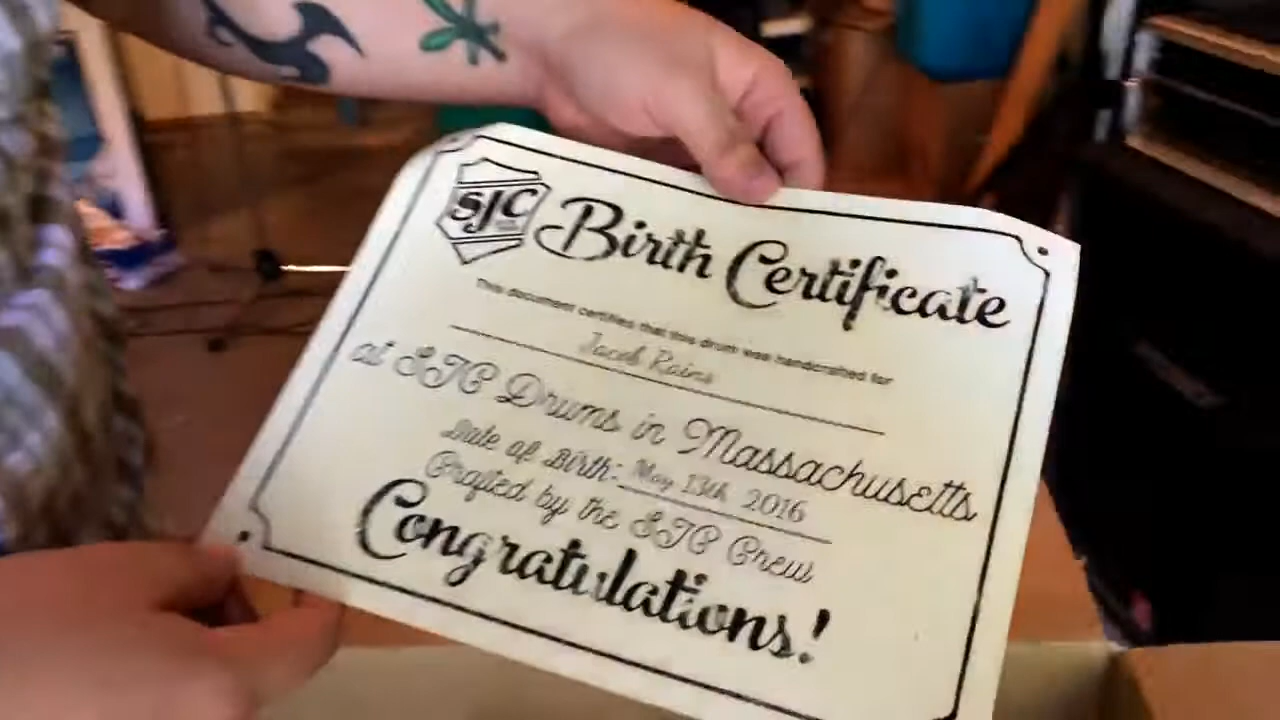 SJC
Birth Certificate
This document certifies that this drum was handcrafted for
Jacob Rains
at SJC Drums in Massachusetts
Date of Birth: May 13th 2016
Crafted by the SJC Crew
Congratulations!